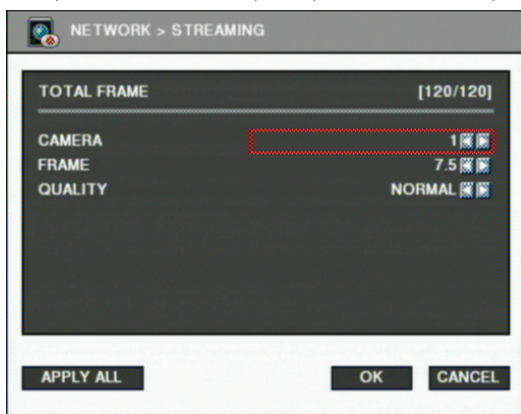 NETWORK > STREAMING
TOTAL FRAME [120/120]
CAMERA 1
FRAME 7.5
QUALITY NORMAL
APPLY ALL OK CANCEL